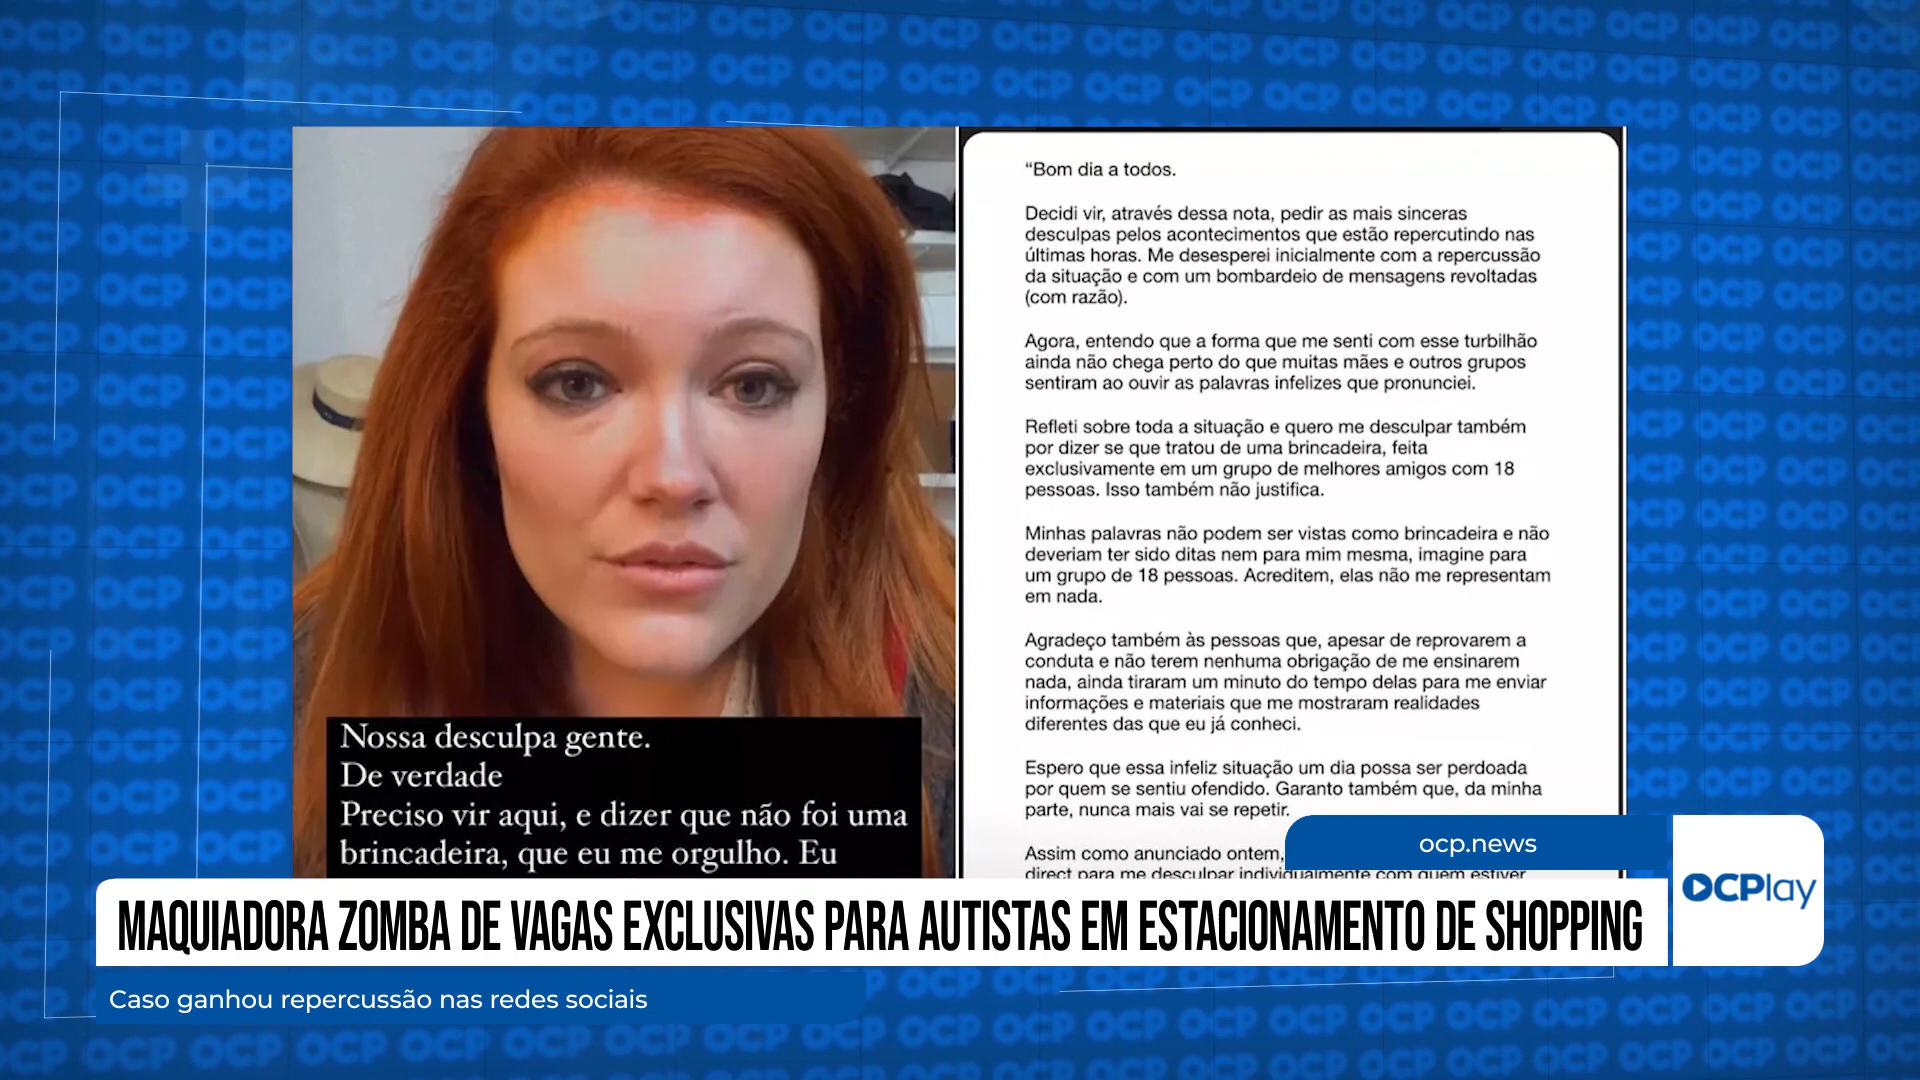 “Bom dia a todos.
Decidi vir, através dessa nota, pedir as mais sinceras
desculpas pelos acontecimentos que estão repercutindo nas
últimas horas. Me desesperei inicialmente com a repercussão
da situação e com um bombardeio de mensagens revoltadas
(com razão).
Agora, entendo que a forma que me senti com esse turbilhão
ainda não chega perto do que muitas mães e outros grupos
sentiram ao ouvir as palavras infelizes que pronunciei.
Refleti sobre toda a situação e quero me desculpar também
por dizer se que tratou de uma brincadeira, feita
exclusivamente em um grupo de melhores amigos com 18
pessoas. Isso também não justifica.
Minhas palavras não podem ser vistas como brincadeira e não
deveriam ter sido ditas nem para mim mesma, imagine para
um grupo de 18 pessoas. Acreditem, elas não me representam
em nada.
Agradeço também às pessoas que, apesar de reprovarem a
conduta e não terem nenhuma obrigação de me ensinarem
nada, ainda tiraram um minuto do tempo delas para me enviar
informações e materiais que me mostraram realidades
diferentes das que eu já conheci.
Espero que essa infeliz situação um dia possa ser perdoada
por quem se sentiu ofendido. Garanto também que, da minha
parte, nunca mais vai se repetir.
Assim como anunciado ontem,
direct para me desculpar individualmente com quem estiver
Nossa desculpa gente.
De verdade
Preciso vir aqui, e dizer que não foi uma
brincadeira, que eu me orgulho. Eu
ocp.news
OCPlay
MAQUIADORA ZOMBA DE VAGAS EXCLUSIVAS PARA AUTISTAS EM ESTACIONAMENTO DE SHOPPING
Caso ganhou repercussão nas redes sociais